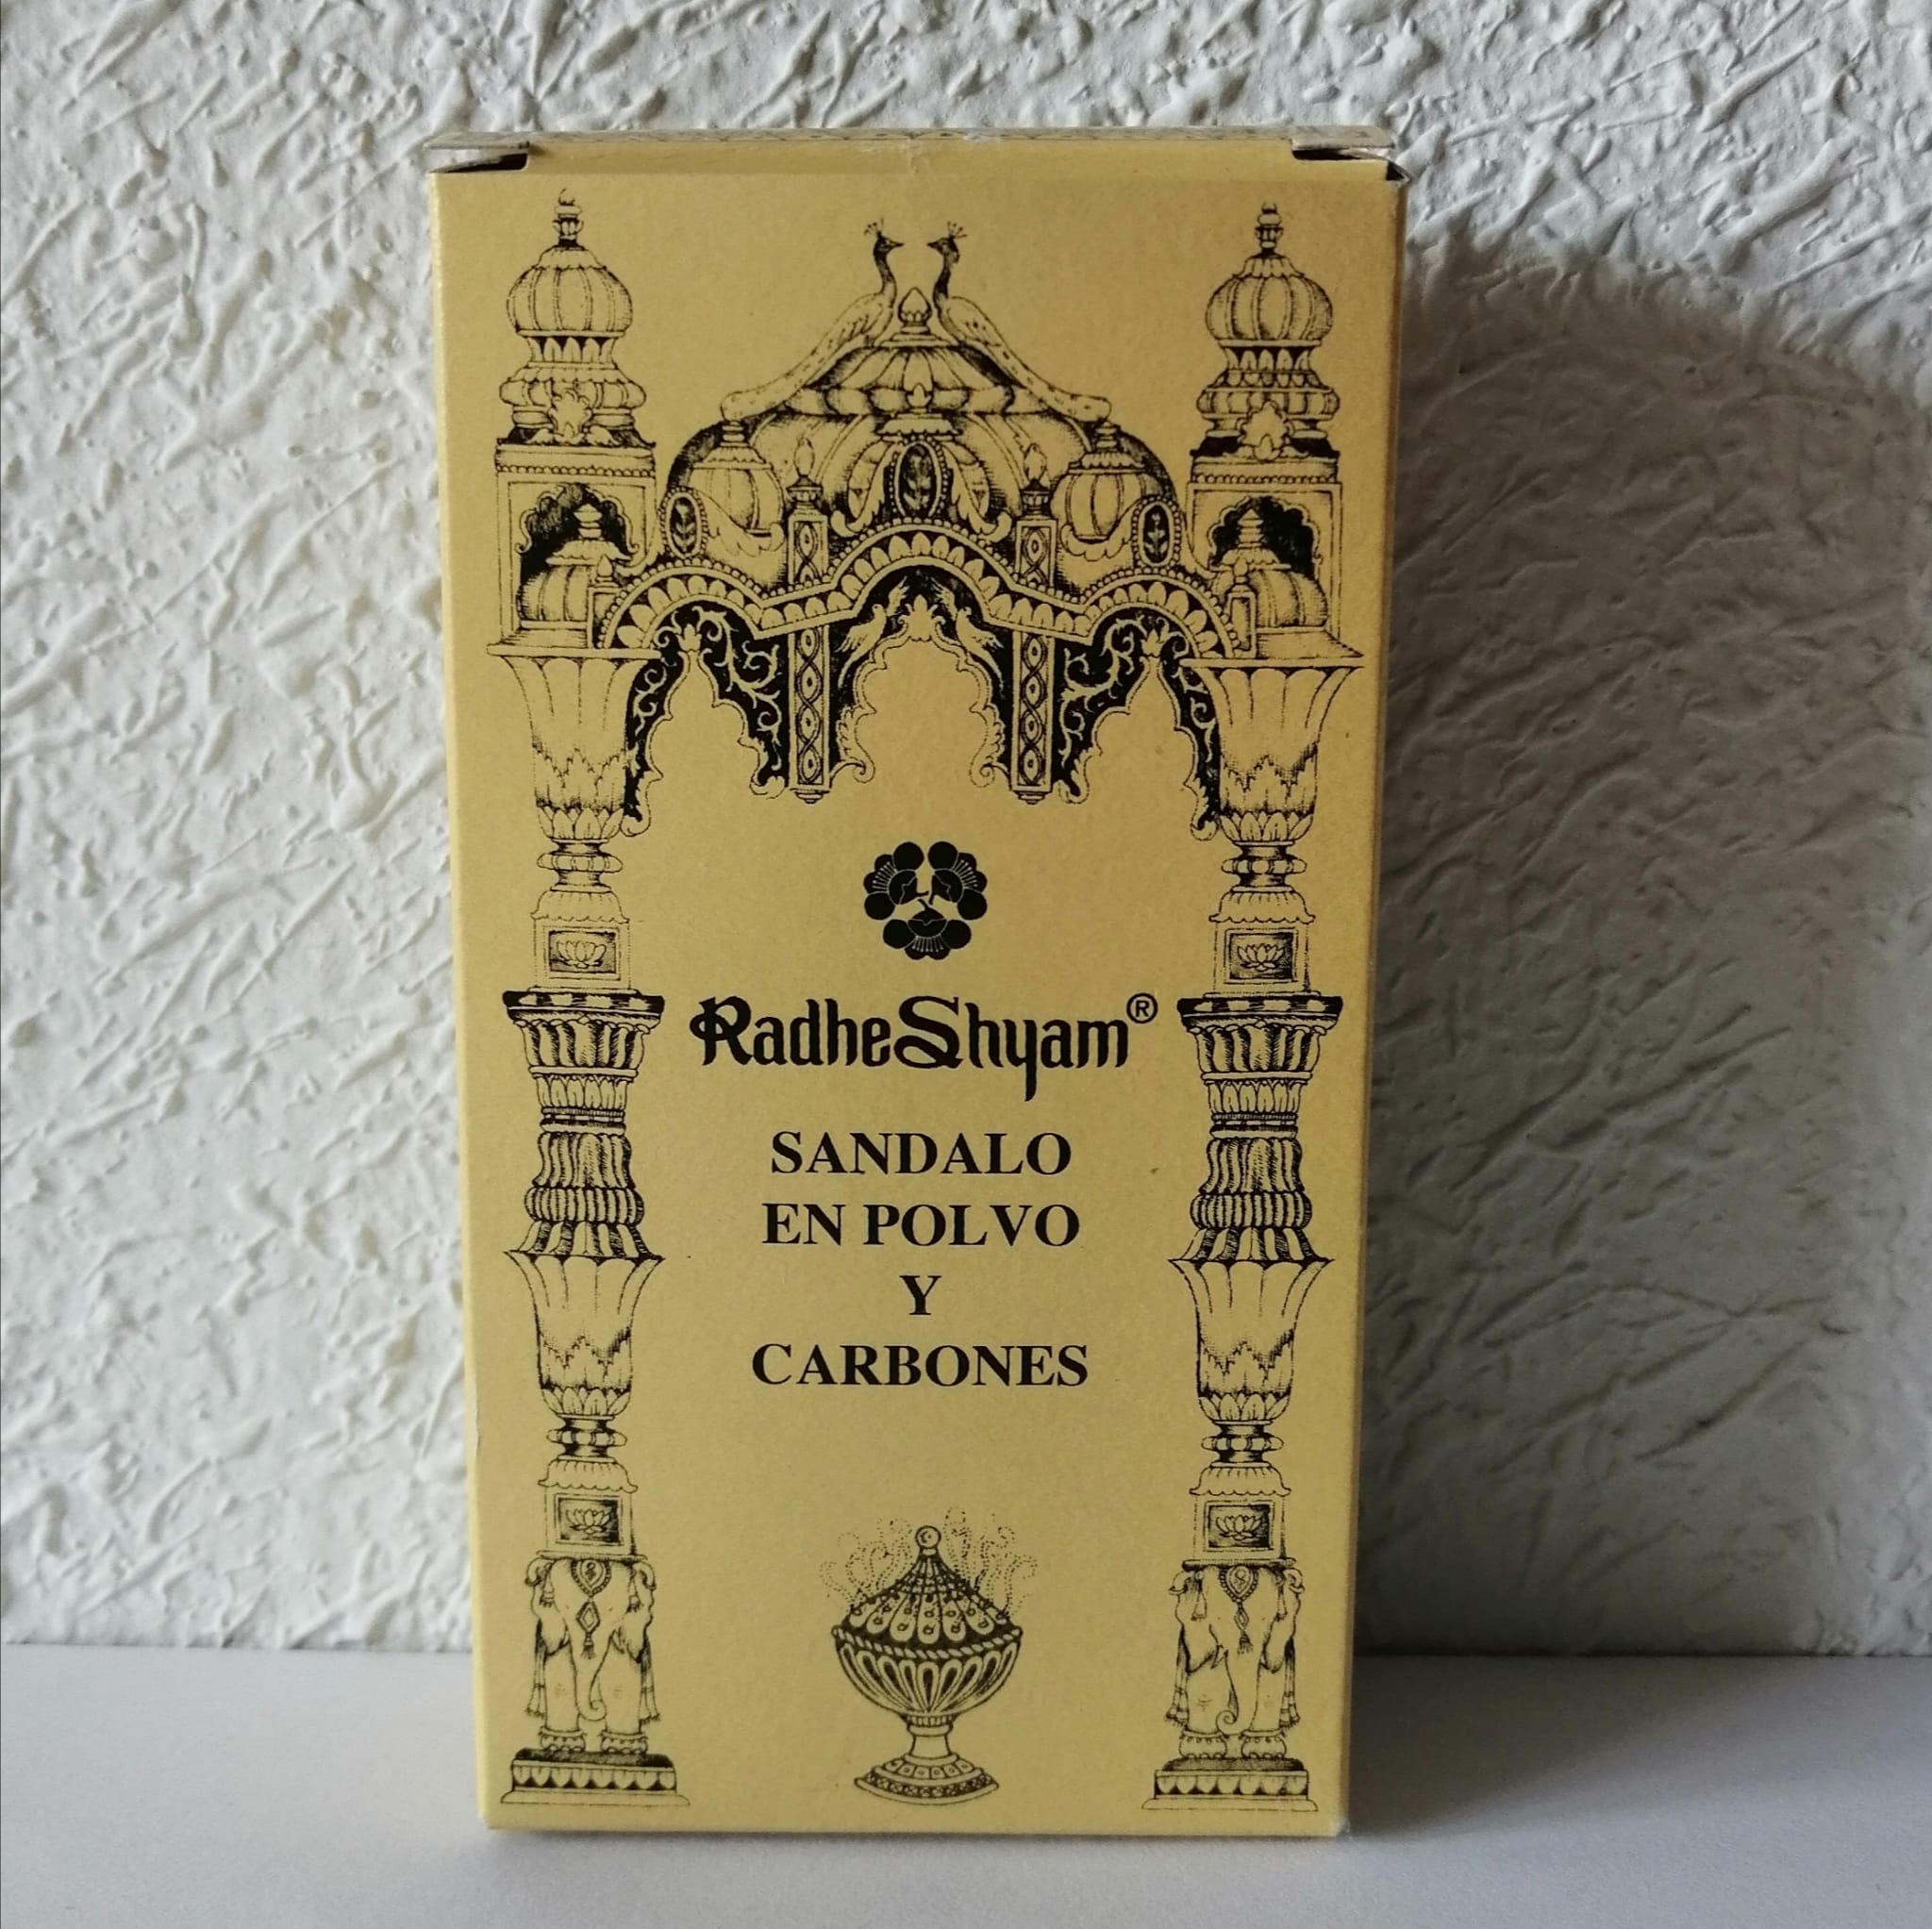 RadheShyam®
SANDALO
EN POLVO
Y
CARBONES